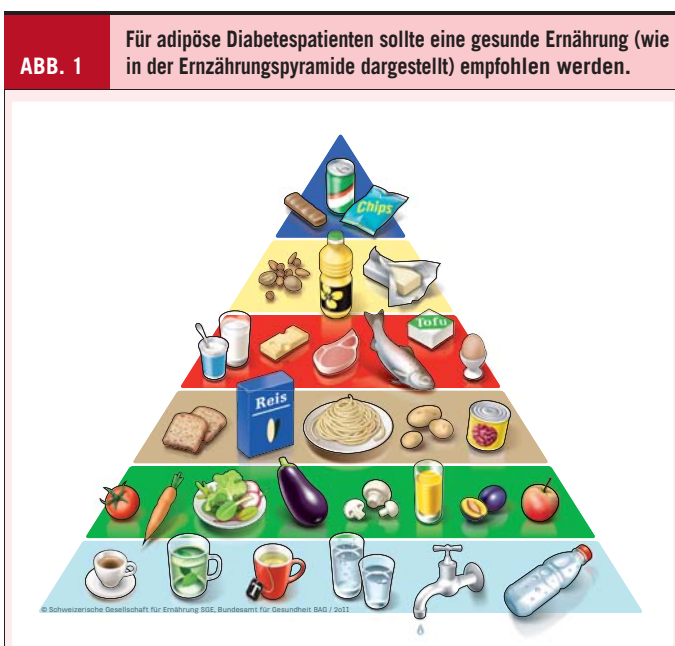 ABB. 1
Für adipöse Diabetespatienten sollte eine gesunde Ernährung (wie
in der Ernzährungspyramide dargestellt) empfohlen werden.
Chips
Tofu
Reis
© Schweizerische Gesellschaft für Ernährung SGE, Bundesamt für Gesundheit BAG / 2011